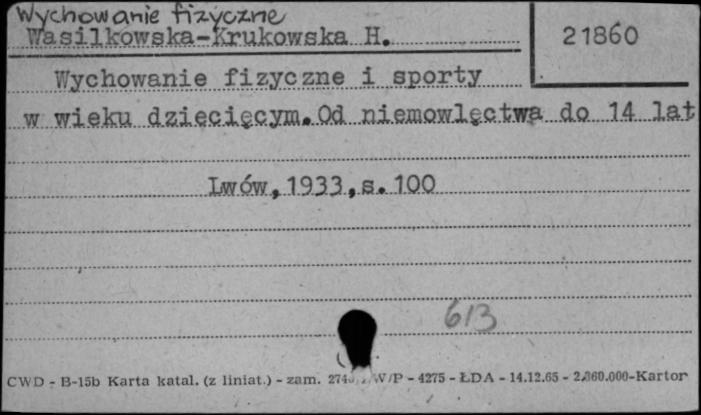 Wychowanie fizyczne
Wasilkowska-Krukowska H.
21860
Wychowanie fizyczne i sporty
w wieku dziecięcym. Od niemowlęctwa do 14 lat
Lwów, 1933, s. 100
613
CWD - B-15b Karta katal. (z liniat.) - zam. W/P - 4275 - ŁDA - 14.12.65 - 2.060.000-Kartor